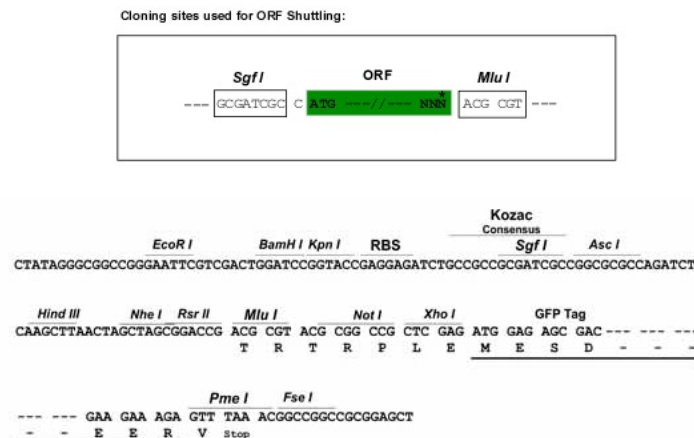 Cloning sites used for ORF Shuttling:
Sgf I ORF Mlu I
--- GCGATCGC C ATG ---//--- NNN* ACG CGT ---
Kozac
Consensus
EcoR I BamH I Kpn I RBS Sgf I Asc I
CTATAGGGCGGCCGGGAATTCGTCGACTGGATCCGGTACCGAGGAGATCTGCCGCCGCGATCGCCGGCGCGCCAGATCT
Hind III Nhe I Rsr II Mlu I Not I Xho I GFP Tag
CAAGCTTAACTAGCTAGCGGACCG ACG CGT ACG CGG CCG CTC GAG ATG GAG AGC GAC--- --- ---
T R T R P L E M E S D - - -
Pme I Fse I
--- --- GAA GAA AGA GTT TAA ACGGCCGGCCGCGGAGCT
- - E E R V Stop